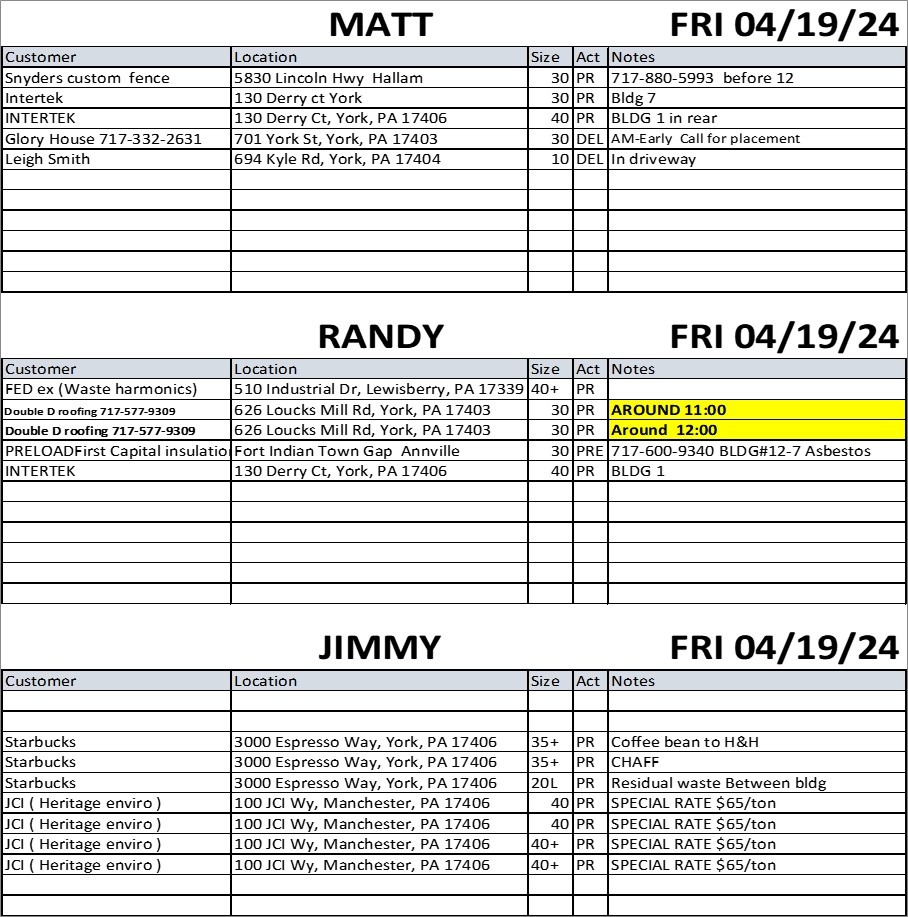 MATT FRI 04/19/24
Customer Location Size Act Notes
Snyders custom fence 5830 Lincoln Hwy Hallam 30 PR 717-880-5993 before 12
Intertek 130 Derry ct York 30 PR Bldg 7
INTERTEK 130 Derry Ct, York, PA 17406 40 PR BLDG 1 in rear
Glory House 717-332-2631 701 York St, York, PA 17403 30 DEL AM-Early Call for placement
Leigh Smith 694 Kyle Rd, York, PA 17404 10 DEL In driveway
RANDY FRI 04/19/24
Customer Location Size Act Notes
FED ex (Waste harmonics) 510 Industrial Dr, Lewisberry, PA 17339 40+ PR
Double D roofing 717-577-9309 626 Loucks Mill Rd, York, PA 17403 30 PR AROUND 11:00
Double D roofing 717-577-9309 626 Loucks Mill Rd, York, PA 17403 30 PR Around 12:00
PRELOADFirst Capital insulatio Fort Indian Town Gap Annville 30 PRE 717-600-9340 BLDG#12-7 Asbestos
INTERTEK 130 Derry Ct, York, PA 17406 40 PR BLDG 1
JIMMY FRI 04/19/24
Customer Location Size Act Notes
Starbucks 3000 Espresso Way, York, PA 17406 35+ PR Coffee bean to H&H
Starbucks 3000 Espresso Way, York, PA 17406 35+ PR CHAFF
Starbucks 3000 Espresso Way, York, PA 17406 20L PR Residual waste Between bldg
JCI ( Heritage enviro ) 100 JCI Wy, Manchester, PA 17406 40 PR SPECIAL RATE $65/ton
JCI ( Heritage enviro ) 100 JCI Wy, Manchester, PA 17406 40 PR SPECIAL RATE $65/ton
JCI ( Heritage enviro ) 100 JCI Wy, Manchester, PA 17406 40+ PR SPECIAL RATE $65/ton
JCI ( Heritage enviro ) 100 JCI Wy, Manchester, PA 17406 40+ PR SPECIAL RATE $65/ton